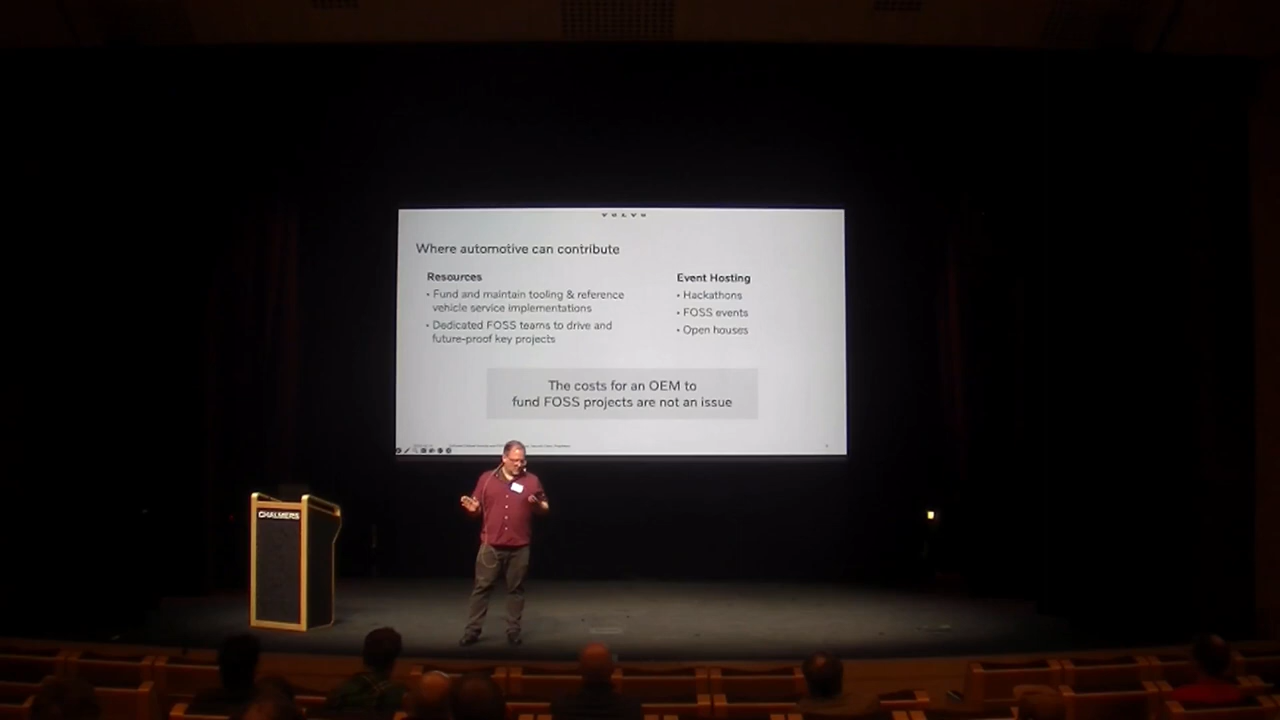 VOLVO
Where automotive can contribute
Resources
• Fund and maintain tooling & reference
vehicle service implementations
• Dedicated FOSS teams to drive and
future-proof key projects
Event Hosting
• Hackathons
• FOSS events
• Open houses
The costs for an OEM to
fund FOSS projects are not an issue
CHALMERS